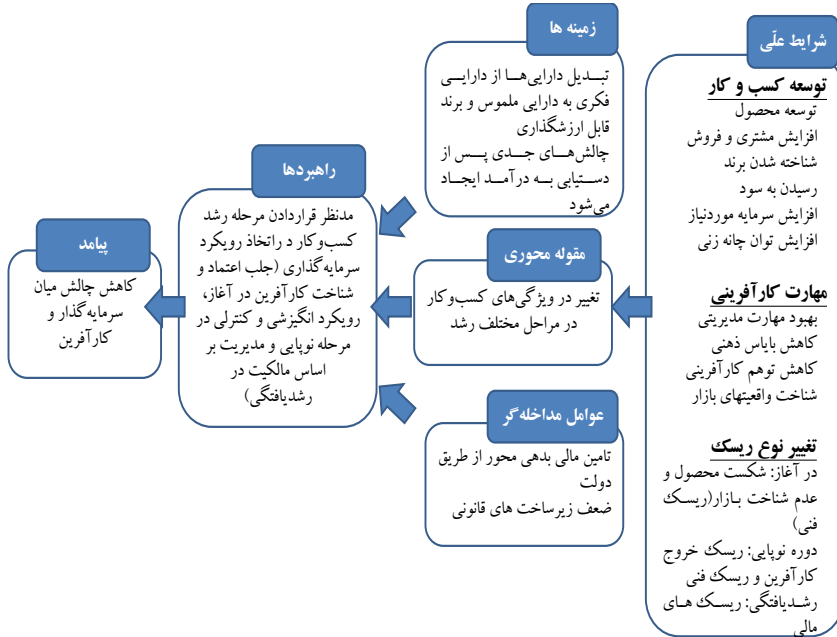 شرایط علّی
توسعه کسب و کار
توسعه محصول
افزایش مشتری و فروش
شناخته شدن برند
رسیدن به سود
افزایش سرمایه موردنیاز
افزایش توان چانه زنی
مهارت کارآفرینی
بهبود مهارت مدیریتی
کاهش بایاس ذهنی
کاهش توهم کارآفرینی
شناخت واقعیتهای بازار
تغییر نوع ریسک
در آغاز: شکست محصول و
عدم شناخت بازار(ریسک
فنی)
دوره نوپایی: ریسک خروج
کارآفرین و ریسک فنی
رشدیافتگی: ریسک های
مالی
زمینه ها
تبدیل دارایی‌ها از دارایی
فکری به دارایی ملموس و برند
قابل ارزشگذاری
چالش‌های جدی پس از
دستیابی به درآمد ایجاد
می‌شود
مقوله محوری
تغییر در ویژگی‌های کسب‌وکار
در مراحل مختلف رشد
عوامل مداخله‌گر
تامین مالی بدهی محور از طریق
دولت
ضعف زیرساخت های قانونی
راهبردها
مدنظر قراردادن مرحله رشد
کسب‌وکار د راتخاذ رویکرد
سرمایه‌گذاری (جلب اعتماد و
شناخت کارآفرین در آغاز،
رویکرد انگیزشی و کنترلی در
مرحله نوپایی و مدیریت بر
اساس مالکیت در
رشدیافتگی)
پیامد
کاهش چالش میان
سرمایه‌گذار و
کارآفرین